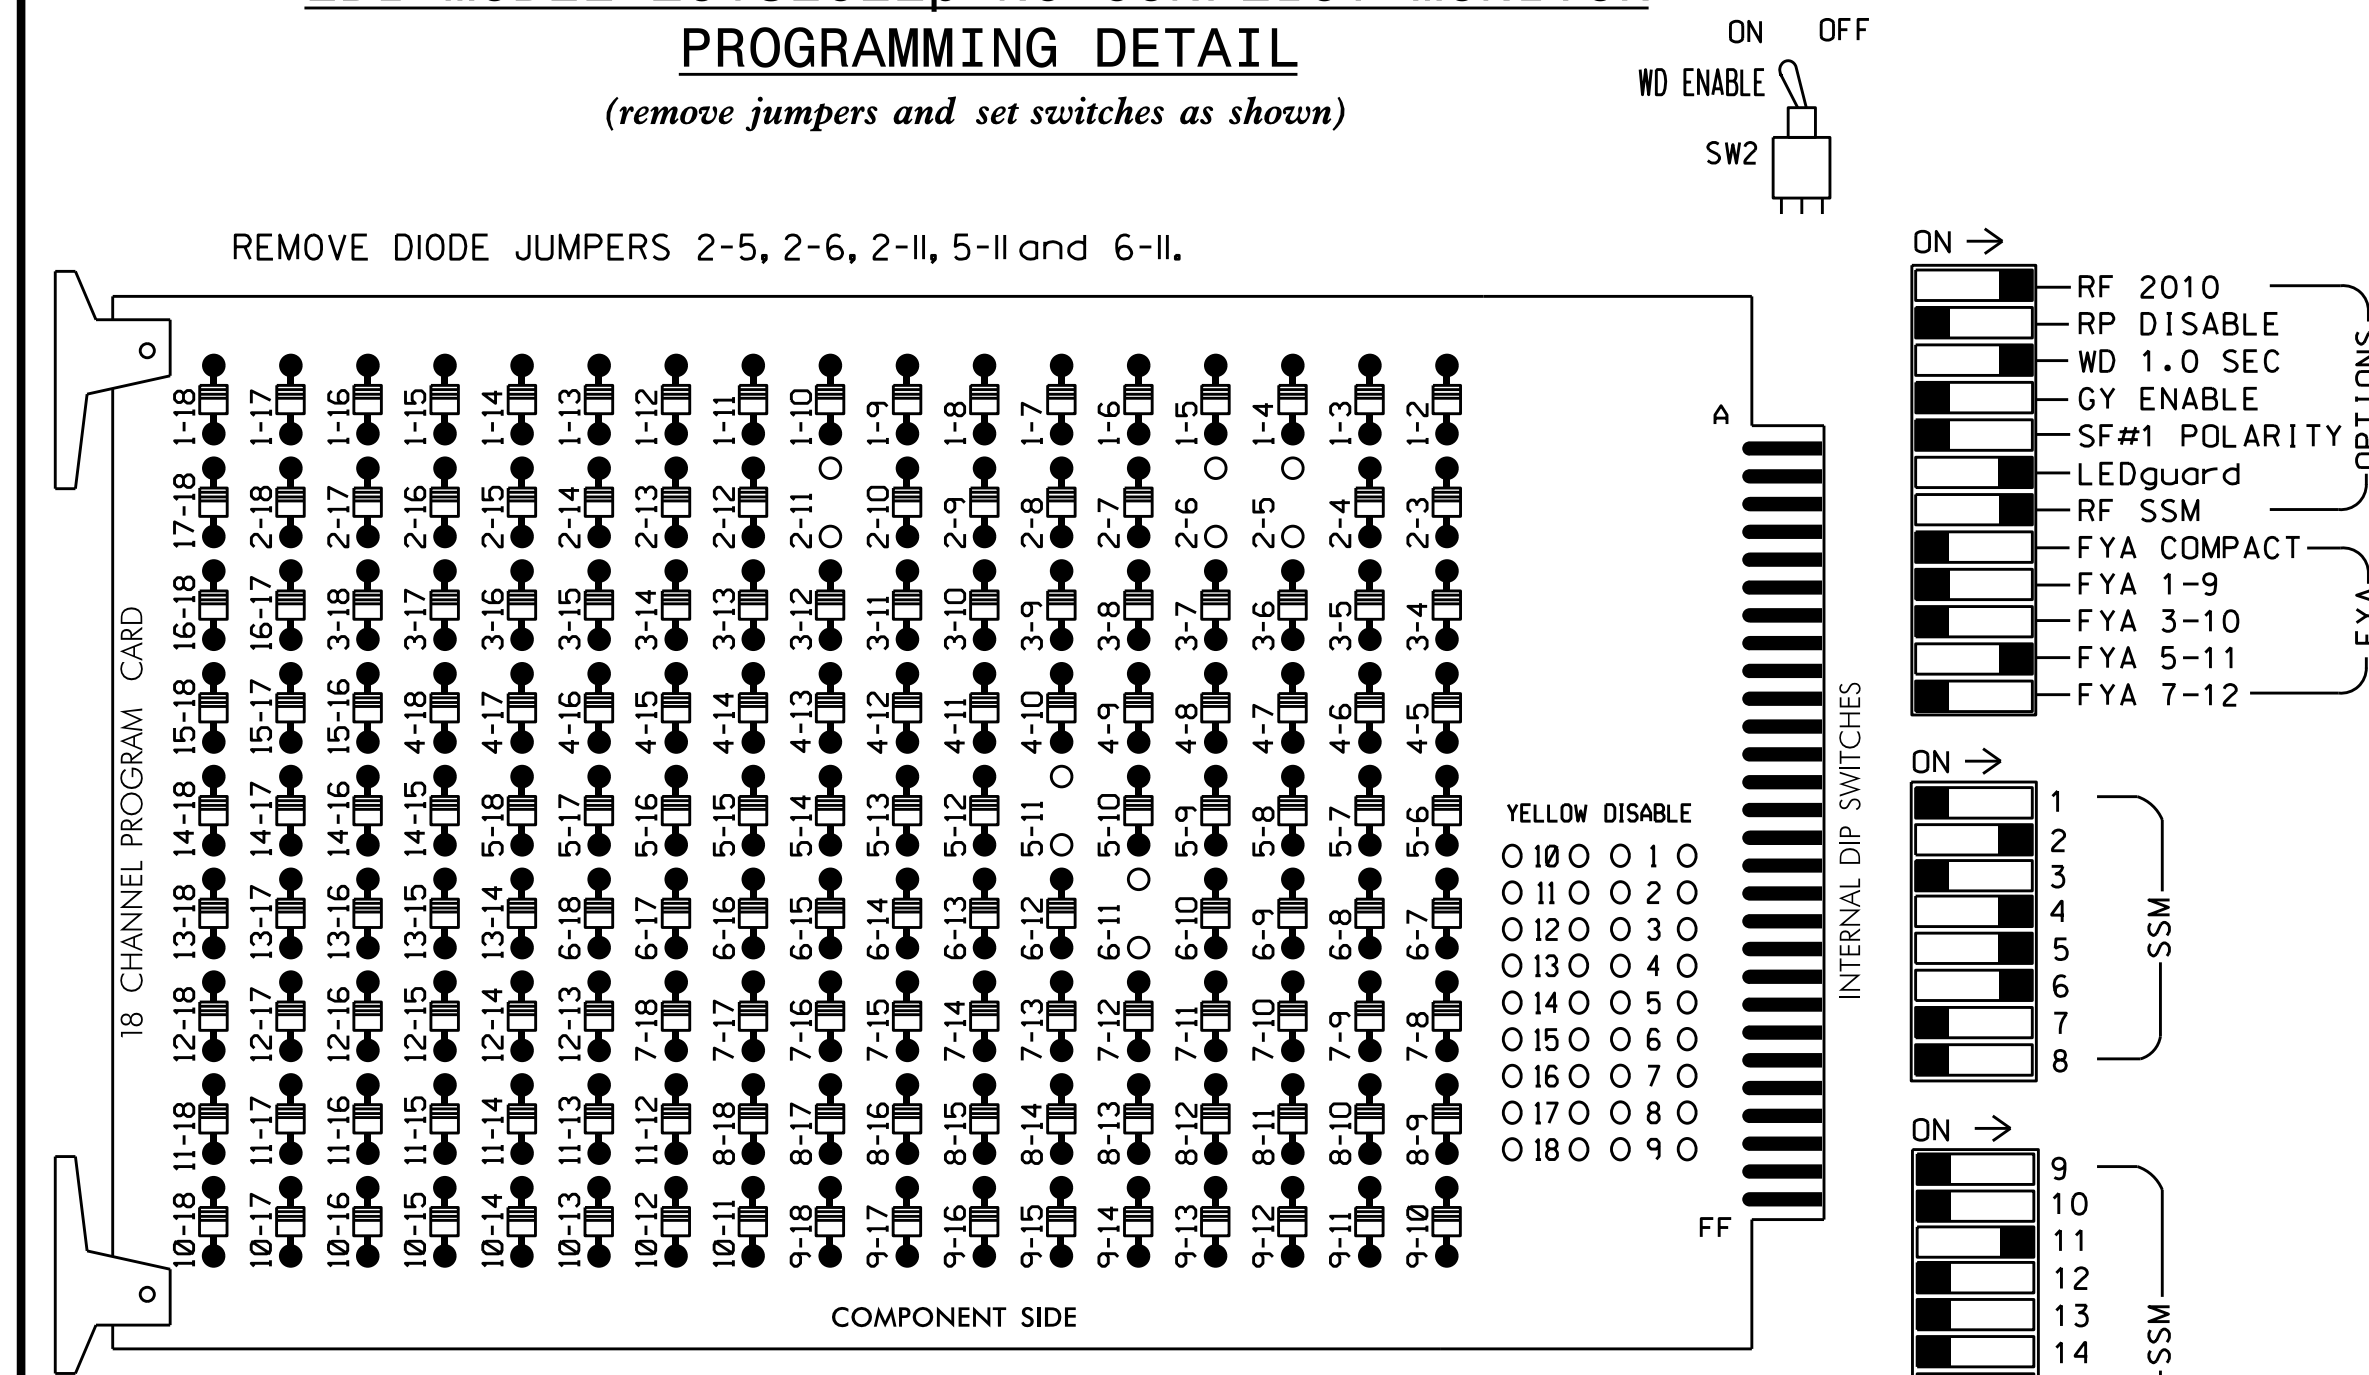 PROGRAMMING DETAIL
(remove jumpers and set switches as shown)
ON OFF
WD ENABLE
SW2
REMOVE DIODE JUMPERS 2-5, 2-6, 2-11, 5-11 and 6-11.
1-18 1-17 1-16 1-15 1-14 1-13 1-12 1-11 1-10 1-9 1-8 1-7 1-6 1-5 1-4 1-3 1-2
17-18 2-18 2-17 2-16 2-15 2-14 2-13 2-12 2-11 2-10 2-9 2-8 2-7 2-6 2-5 2-4 2-3
16-18 16-17 3-18 3-17 3-16 3-15 3-14 3-13 3-12 3-11 3-10 3-9 3-8 3-7 3-6 3-5 3-4
15-18 15-17 15-16 4-18 4-17 4-16 4-15 4-14 4-13 4-12 4-11 4-10 4-9 4-8 4-7 4-6 4-5
14-18 14-17 14-16 14-15 5-18 5-17 5-16 5-15 5-14 5-13 5-12 5-11 5-10 5-9 5-8 5-7 5-6
13-18 13-17 13-16 13-15 13-14 6-18 6-17 6-16 6-15 6-14 6-13 6-12 6-11 6-10 6-9 6-8 6-7
12-18 12-17 12-16 12-15 12-14 12-13 7-18 7-17 7-16 7-15 7-14 7-13 7-12 7-11 7-10 7-9 7-8
11-18 11-17 11-16 11-15 11-14 11-13 11-12 8-18 8-17 8-16 8-15 8-14 8-13 8-12 8-11 8-10 8-9
10-18 10-17 10-16 10-15 10-14 10-13 10-12 10-11 9-18 9-17 9-16 9-15 9-14 9-13 9-12 9-11 9-10
18 CHANNEL PROGRAM CARD
COMPONENT SIDE
A
FF
YELLOW DISABLE
10 1
11 2
12 3
13 4
14 5
15 6
16 7
17 8
18 9
INTERNAL DIP SWITCHES
ON
RF 2010
RP DISABLE
WD 1.0 SEC
GY ENABLE
SF#1 POLARITY
LEDguard
RF SSM
FYA COMPACT
FYA 1-9
FYA 3-10
FYA 5-11
FYA 7-12
OPTIONS
FYA
ON
1
2
3
4
5
6
7
8
SSM
ON
9
10
11
12
13
14
SSM